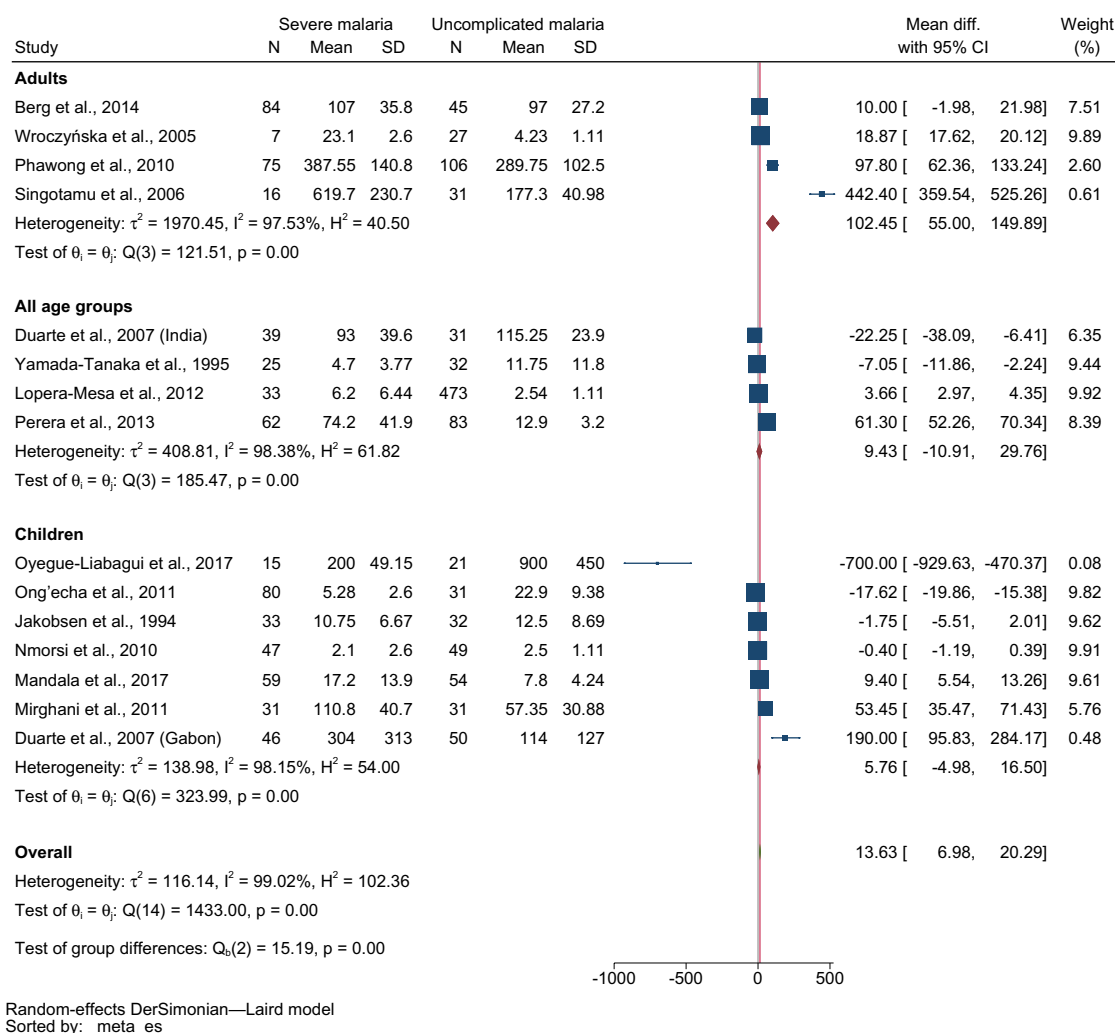 Severe malaria Uncomplicated malaria Mean diff. Weight
Study N Mean SD N Mean SD with 95% CI (%)
Adults
Berg et al., 2014 84 107 35.8 45 97 27.2 10.00 [ -1.98, 21.98] 7.51
Wroczyńska et al., 2005 7 23.1 2.6 27 4.23 1.11 18.87 [ 17.62, 20.12] 9.89
Phawong et al., 2010 75 387.55 140.8 106 289.75 102.5 97.80 [ 62.36, 133.24] 2.60
Singotamu et al., 2006 16 619.7 230.7 31 177.3 40.98 442.40 [ 359.54, 525.26] 0.61
Heterogeneity: τ² = 1970.45, I² = 97.53%, H² = 40.50 102.45 [ 55.00, 149.89]
Test of θᵢ = θⱼ: Q(3) = 121.51, p = 0.00
All age groups
Duarte et al., 2007 (India) 39 93 39.6 31 115.25 23.9 -22.25 [ -38.09, -6.41] 6.35
Yamada-Tanaka et al., 1995 25 4.7 3.77 32 11.75 11.8 -7.05 [ -11.86, -2.24] 9.44
Lopera-Mesa et al., 2012 33 6.2 6.44 473 2.54 1.11 3.66 [ 2.97, 4.35] 9.92
Perera et al., 2013 62 74.2 41.9 83 12.9 3.2 61.30 [ 52.26, 70.34] 8.39
Heterogeneity: τ² = 408.81, I² = 98.38%, H² = 61.82 9.43 [ -10.91, 29.76]
Test of θᵢ = θⱼ: Q(3) = 185.47, p = 0.00
Children
Oyegue-Liabagui et al., 2017 15 200 49.15 21 900 450 -700.00 [ -929.63, -470.37] 0.08
Ong’echa et al., 2011 80 5.28 2.6 31 22.9 9.38 -17.62 [ -19.86, -15.38] 9.82
Jakobsen et al., 1994 33 10.75 6.67 32 12.5 8.69 -1.75 [ -5.51, 2.01] 9.62
Nmorsi et al., 2010 47 2.1 2.6 49 2.5 1.11 -0.40 [ -1.19, 0.39] 9.91
Mandala et al., 2017 59 17.2 13.9 54 7.8 4.24 9.40 [ 5.54, 13.26] 9.61
Mirghani et al., 2011 31 110.8 40.7 31 57.35 30.88 53.45 [ 35.47, 71.43] 5.76
Duarte et al., 2007 (Gabon) 46 304 313 50 114 127 190.00 [ 95.83, 284.17] 0.48
Heterogeneity: τ² = 138.98, I² = 98.15%, H² = 54.00 5.76 [ -4.98, 16.50]
Test of θᵢ = θⱼ: Q(6) = 323.99, p = 0.00
Overall 13.63 [ 6.98, 20.29]
Heterogeneity: τ² = 116.14, I² = 99.02%, H² = 102.36
Test of θᵢ = θⱼ: Q(14) = 1433.00, p = 0.00
Test of group differences: Q_b(2) = 15.19, p = 0.00
-1000 -500 0 500
Random-effects DerSimonian—Laird model
Sorted by: _meta_es